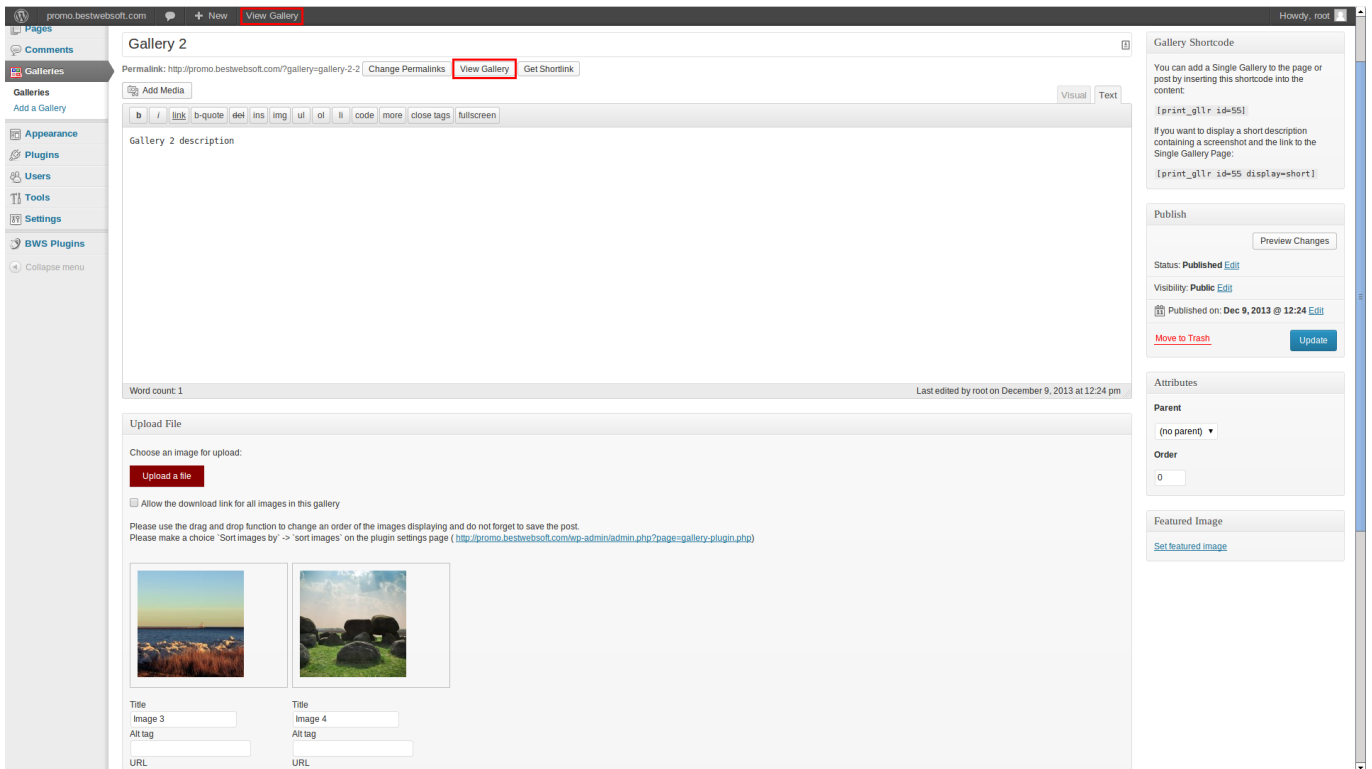 promo.bestwebsoft.com + New View Gallery Howdy, root
Pages
Comments
Galleries
Galleries
Add a Gallery
Appearance
Plugins
Users
Tools
Settings
BWS Plugins
Collapse menu
Gallery 2
Permalink: http://promo.bestwebsoft.com/?gallery=gallery-2-2 Change Permalinks View Gallery Get Shortlink
Add Media Visual Text
b i link b-quote del ins img ul ol li code more close tags fullscreen
Gallery 2 description
Word count: 1 Last edited by root on December 9, 2013 at 12:24 pm
Upload File
Choose an image for upload:
Upload a file
Allow the download link for all images in this gallery
Please use the drag and drop function to change an order of the images displaying and do not forget to save the post.
Please make a choice `Sort images by` -> `sort images` on the plugin settings page ( http://promo.bestwebsoft.com/wp-admin/admin.php?page=gallery-plugin.php)
Title Title
Image 3 Image 4
Alt tag Alt tag
URL URL
Gallery Shortcode
You can add a Single Gallery to the page or
post by inserting this shortcode into the
content:
[print_gllr id=55]
If you want to display a short description
containing a screenshot and the link to the
Single Gallery Page:
[print_gllr id=55 display=short]
Publish
Preview Changes
Status: Published Edit
Visibility: Public Edit
Published on: Dec 9, 2013 @ 12:24 Edit
Move to Trash Update
Attributes
Parent
(no parent)
Order
0
Featured Image
Set featured image